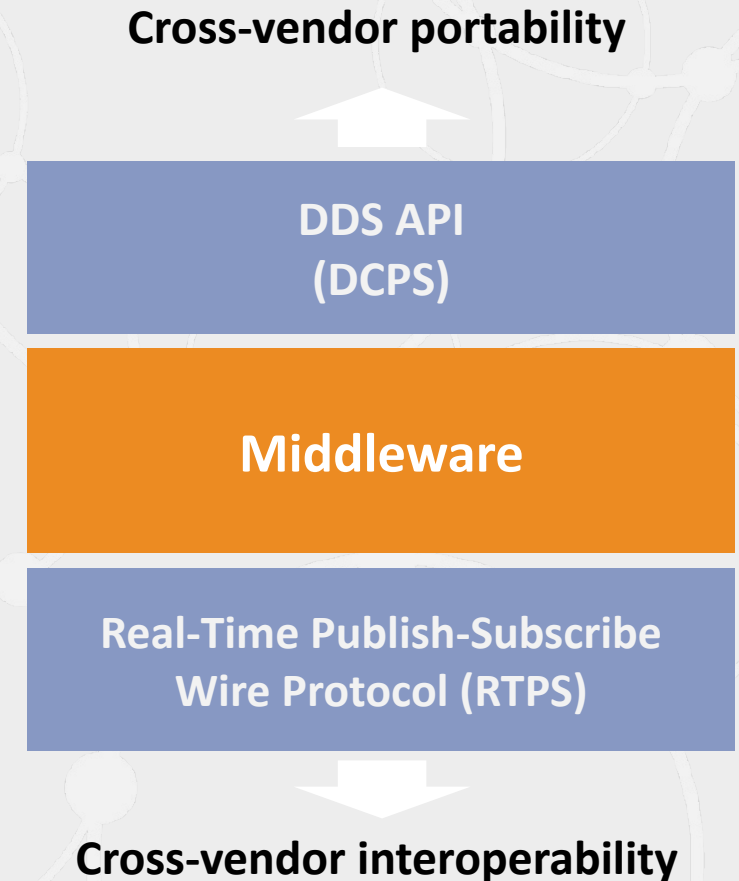 Cross-vendor portability
DDS API
(DCPS)
Middleware
Real-Time Publish-Subscribe
Wire Protocol (RTPS)
Cross-vendor interoperability